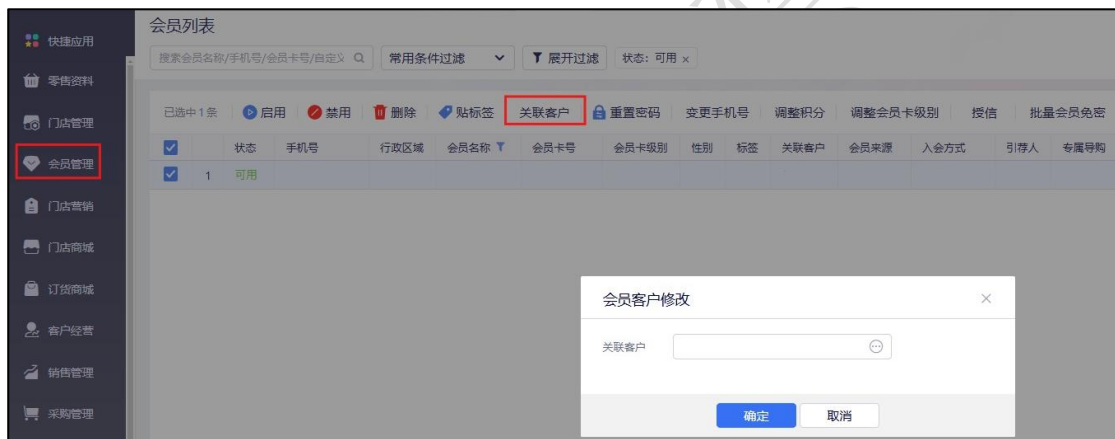 会员列表
快捷应用
搜索会员名称/手机号/会员卡号/自定义
常用条件过滤
展开过滤
状态: 可用 ×
零售资料
已选中1条 启用 禁用 删除 贴标签 关联客户 重置密码 变更手机号 调整积分 调整会员卡级别 授信 批量会员免密
门店管理
状态 手机号 行政区域 会员名称 会员卡号 会员卡级别 性别 标签 关联客户 会员来源 入会方式 引荐人 专属导购
会员管理
1 可用
门店营销
门店商城
订货商城
客户经营
销售管理
采购管理
会员客户修改
关联客户
确定 取消